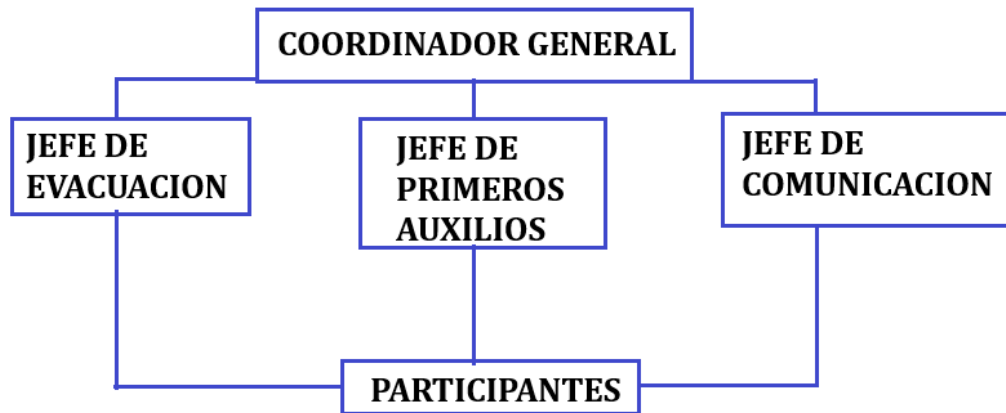 COORDINADOR GENERAL
JEFE DE
EVACUACION
JEFE DE
PRIMEROS
AUXILIOS
JEFE DE
COMUNICACION
PARTICIPANTES